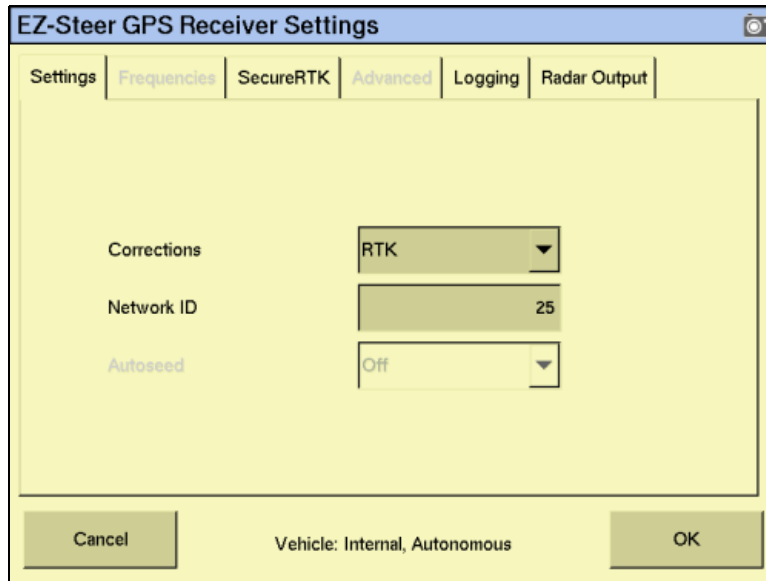 EZ-Steer GPS Receiver Settings
Settings Frequencies SecureRTK Advanced Logging Radar Output
Corrections RTK
Network ID 25
Autoseed Off
Cancel Vehicle: Internal, Autonomous OK